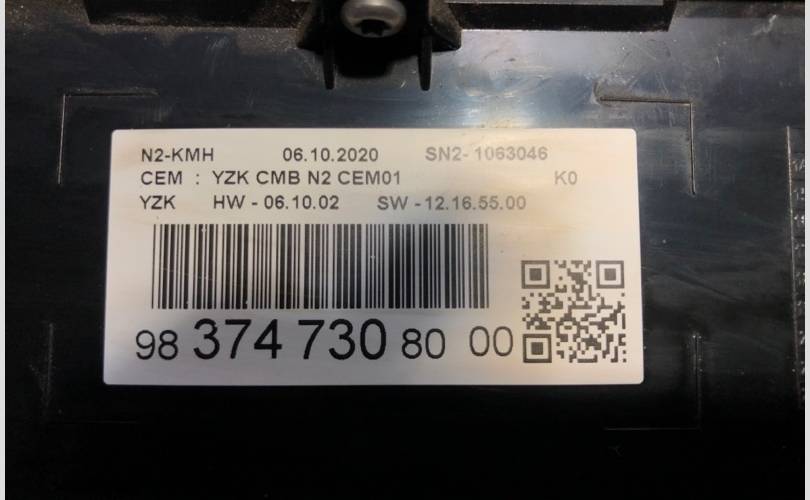 N2-KMH 06.10.2020 SN2- 1063046
CEM : YZK CMB N2 CEM01 K0
YZK HW - 06.10.02 SW -12.16.55.00
98 374 730 80 00